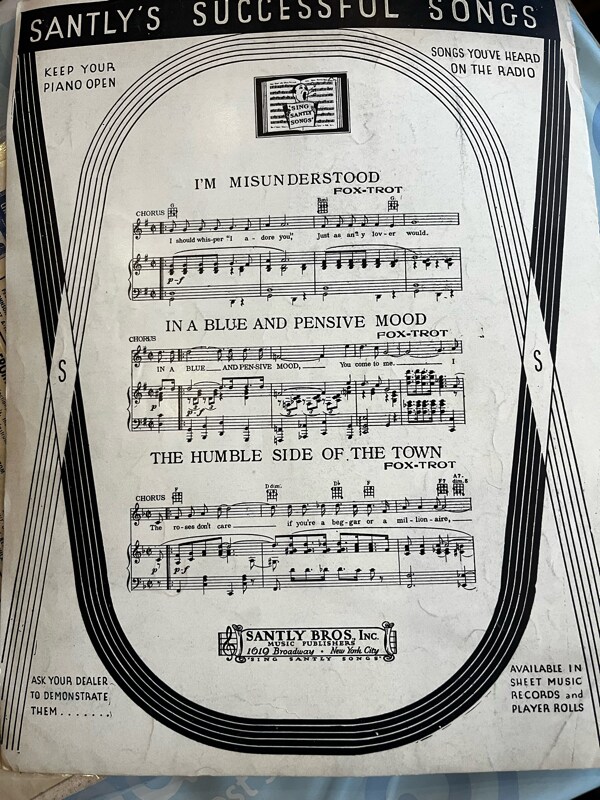 SANTLY'S SUCCESSFUL SONGS
KEEP YOUR
PIANO OPEN
SONGS YOU'VE HEARD
ON THE RADIO
"SING
SANTLY
SONGS"
I'M MISUNDERSTOOD
FOX-TROT
CHORUS G G
I should whis-per "I a-dore you," Just as an-y lov-er would.
p-f
IN A BLUE AND PENSIVE MOOD
FOX-TROT
CHORUS
IN A BLUE AND PEN-SIVE MOOD, You come to me. I
p p-f
S S
THE HUMBLE SIDE OF THE TOWN
FOX-TROT
CHORUS F Ddim. Db F
The ro-ses don't care if you're a beg-gar or a mil-lion-aire,
p p-f
SANTLY BROS., INC.
MUSIC PUBLISHERS
1619 Broadway • New York City
"SING SANTLY SONGS"
ASK YOUR DEALER
TO DEMONSTRATE
THEM.......
AVAILABLE IN
SHEET MUSIC
RECORDS and
PLAYER ROLLS